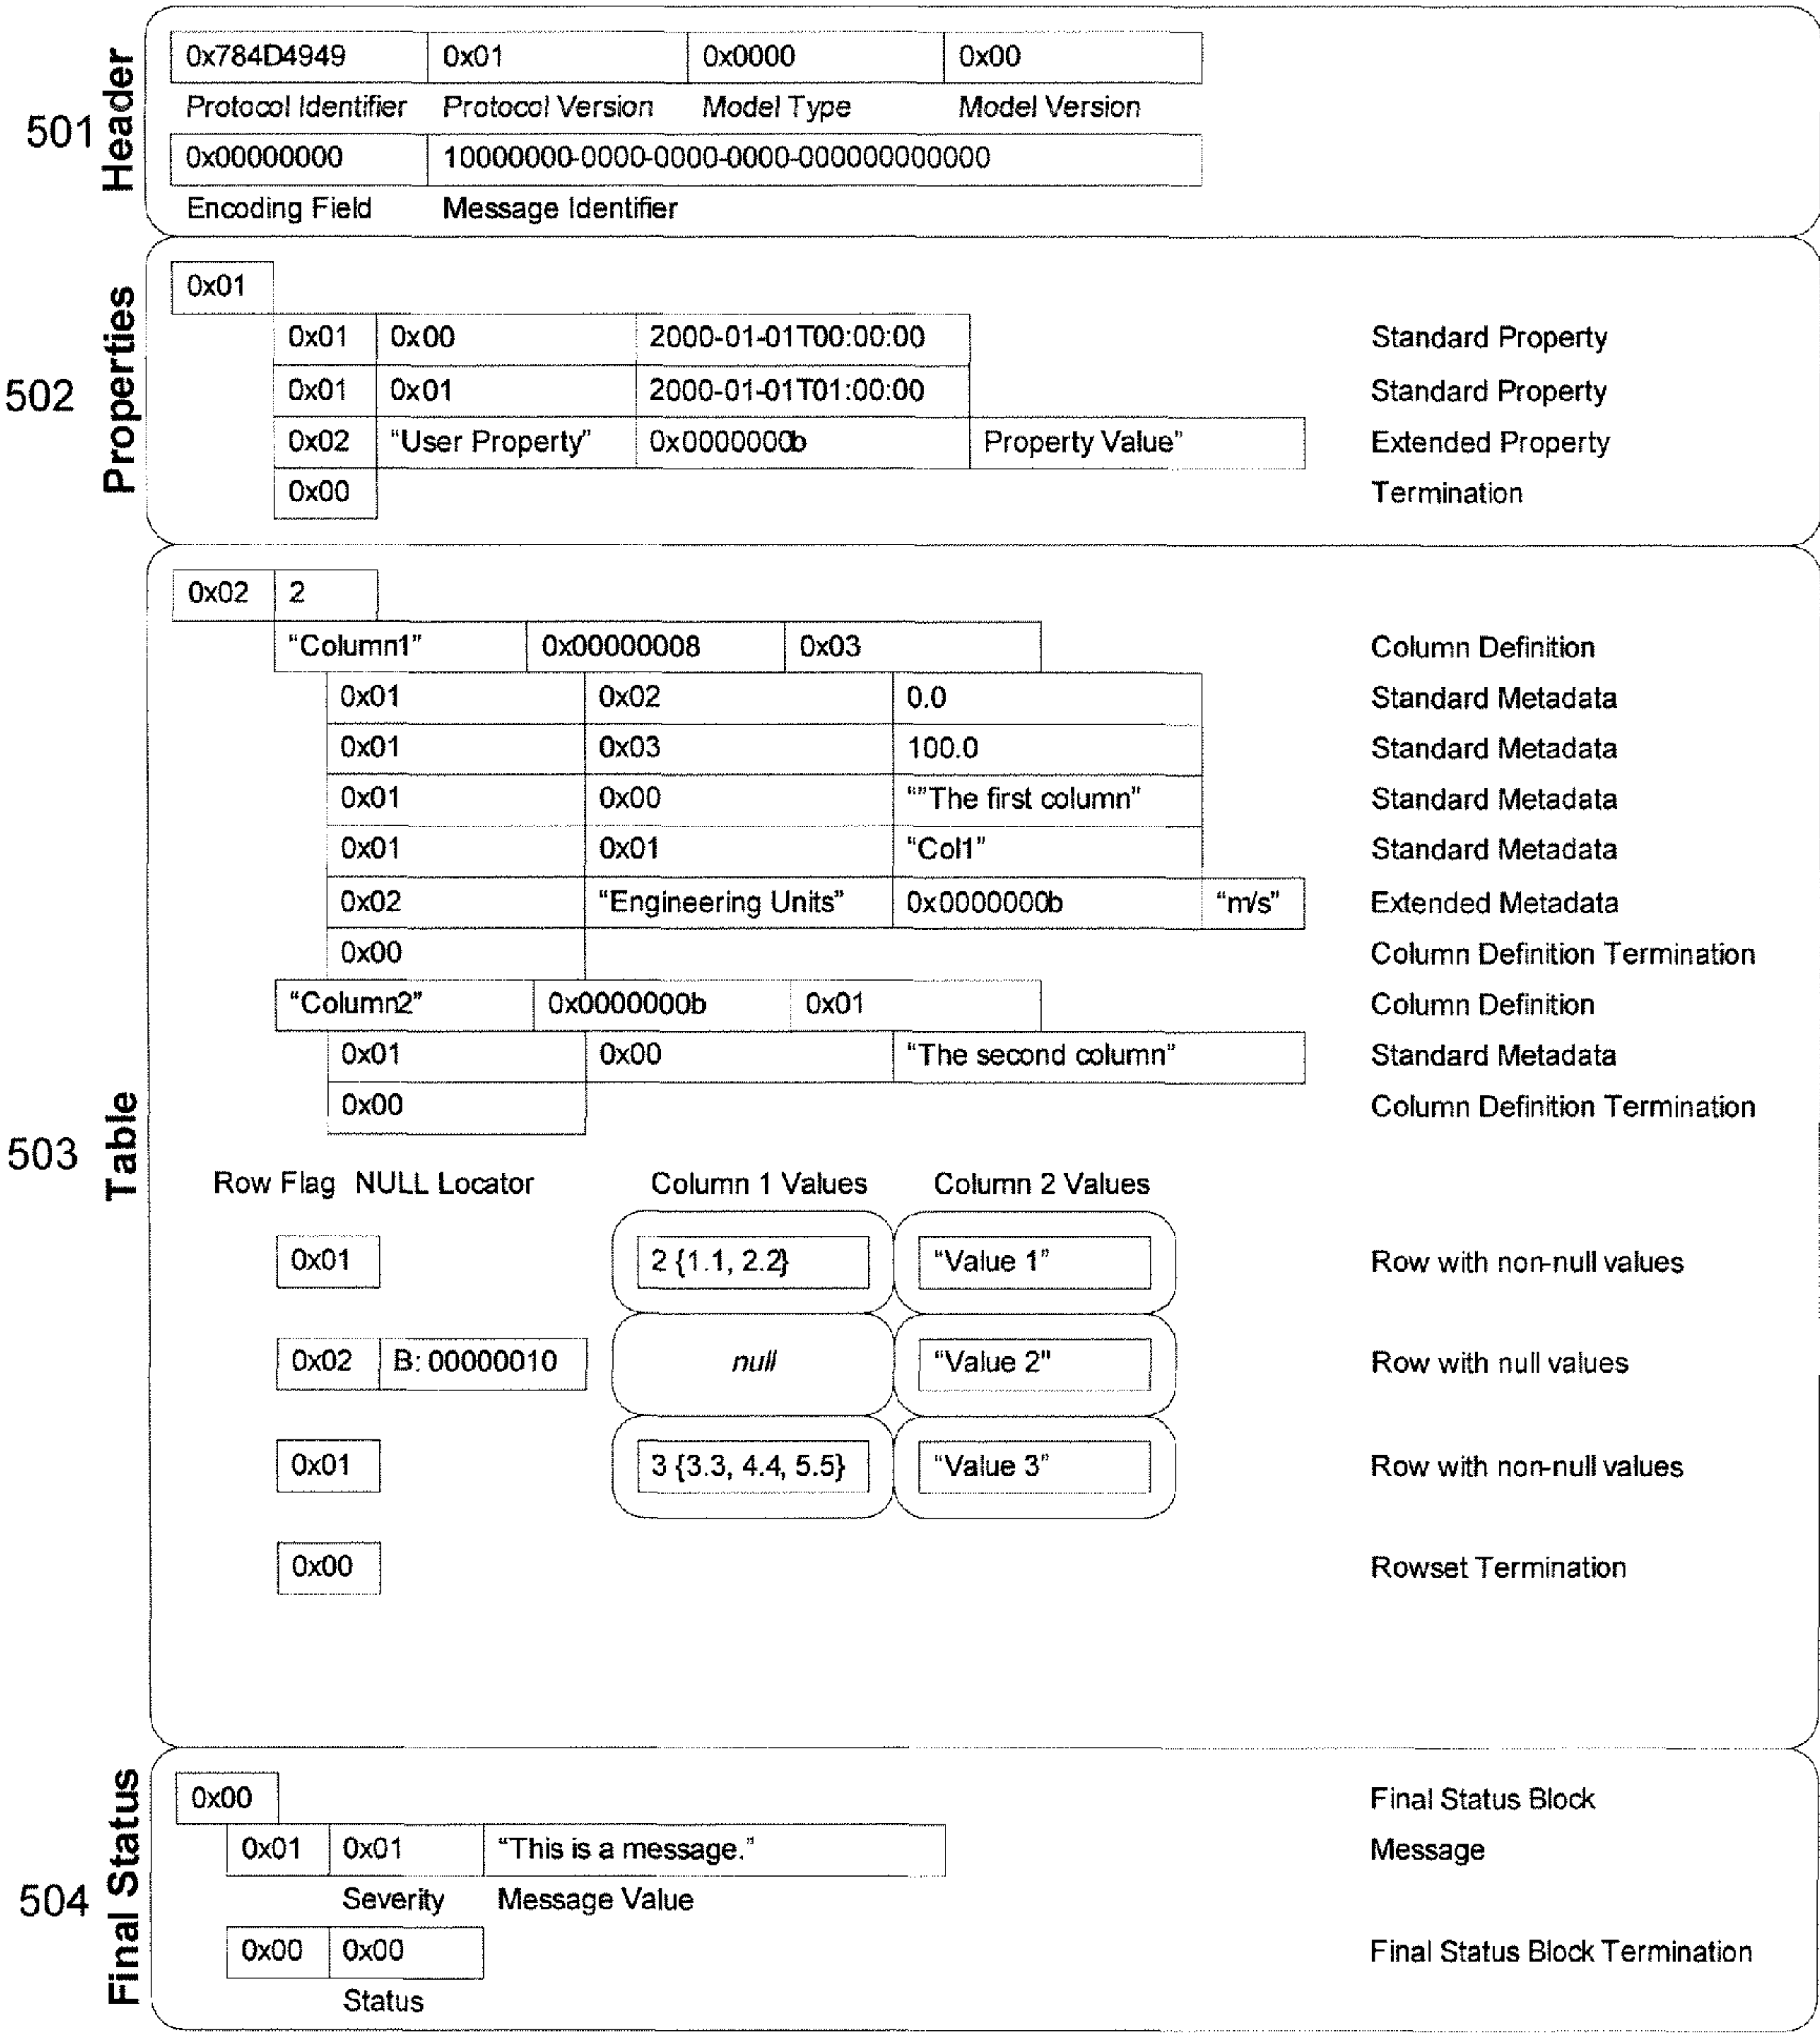 501 Header
0x784D4949 0x01 0x0000 0x00
Protocol Identifier Protocol Version Model Type Model Version
0x00000000 10000000-0000-0000-0000-000000000000
Encoding Field Message Identifier
502 Properties
0x01
0x01 0x00 2000-01-01T00:00:00 Standard Property
0x01 0x01 2000-01-01T01:00:00 Standard Property
0x02 “User Property” 0x0000000b Property Value” Extended Property
0x00 Termination
503 Table
0x02 2
“Column1” 0x00000008 0x03 Column Definition
0x01 0x02 0.0 Standard Metadata
0x01 0x03 100.0 Standard Metadata
0x01 0x00 “”The first column” Standard Metadata
0x01 0x01 “Col1” Standard Metadata
0x02 “Engineering Units” 0x0000000b “m/s” Extended Metadata
0x00 Column Definition Termination
“Column2” 0x0000000b 0x01 Column Definition
0x01 0x00 “The second column” Standard Metadata
0x00 Column Definition Termination
Row Flag NULL Locator Column 1 Values Column 2 Values
0x01 2 {1.1, 2.2} “Value 1” Row with non-null values
0x02 B: 00000010 null “Value 2" Row with null values
0x01 3 {3.3, 4.4, 5.5} “Value 3” Row with non-null values
0x00 Rowset Termination
504 Final Status
0x00 Final Status Block
0x01 0x01 “This is a message.” Message
Severity Message Value
0x00 0x00 Final Status Block Termination
Status